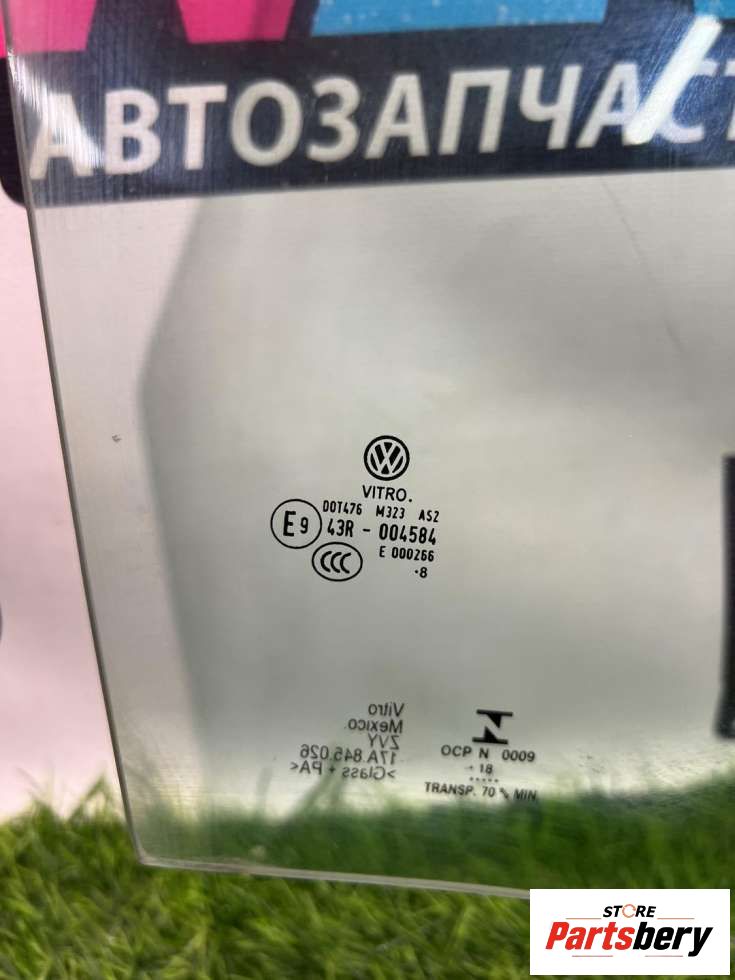 АВТОЗАПЧАСТ
VITRO.
DOT476 M323 AS2
E9 43R - 004584
CCC E 000266
.8
Vitro
Mexico.
ZVY
17A.845.026
>Glass + PA<
N
OCP N 0009
18
TRANSP. 70 % MIN
STORE
Partsbery